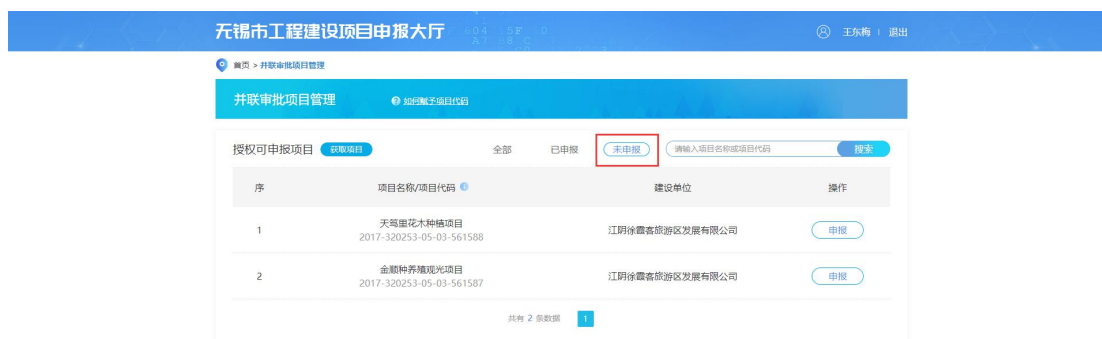 无锡市工程建设项目申报大厅
王东梅 | 退出
首页 > 并联审批项目管理
并联审批项目管理 如何赋予项目代码
授权可申报项目 获取项目 全部 已申报 未申报 请输入项目名称或项目代码 搜索
序 项目名称/项目代码 建设单位 操作
1 天笃里花木种植项目 江阴徐霞客旅游区发展有限公司 申报
2017-320253-05-03-561588
2 金顺种养殖观光项目 江阴徐霞客旅游区发展有限公司 申报
2017-320253-05-03-561587
共有 2 条数据 1